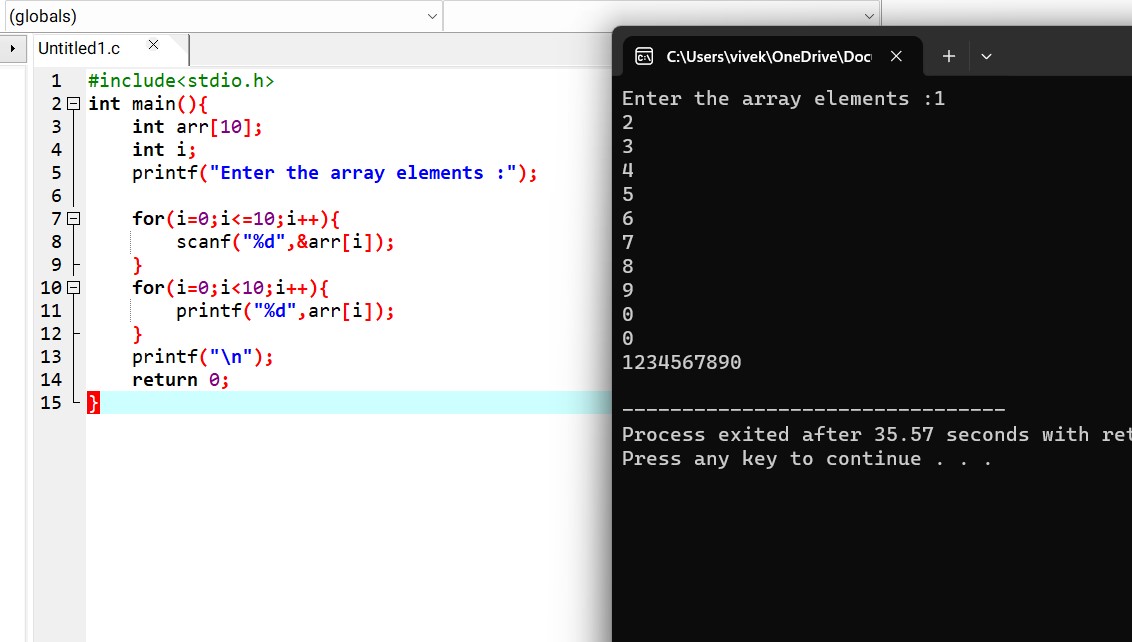 (globals)
Untitled1.c
1 #include<stdio.h>
2 int main(){
3     int arr[10];
4     int i;
5     printf("Enter the array elements :");
6
7     for(i=0;i<=10;i++){
8         scanf("%d",&arr[i]);
9     }
10     for(i=0;i<10;i++){
11         printf("%d",arr[i]);
12     }
13     printf("\n");
14     return 0;
15 }
C:\Users\vivek\OneDrive\Doc
Enter the array elements :1
2
3
4
5
6
7
8
9
0
0
1234567890
--------------------------------
Process exited after 35.57 seconds with ret
Press any key to continue . . .